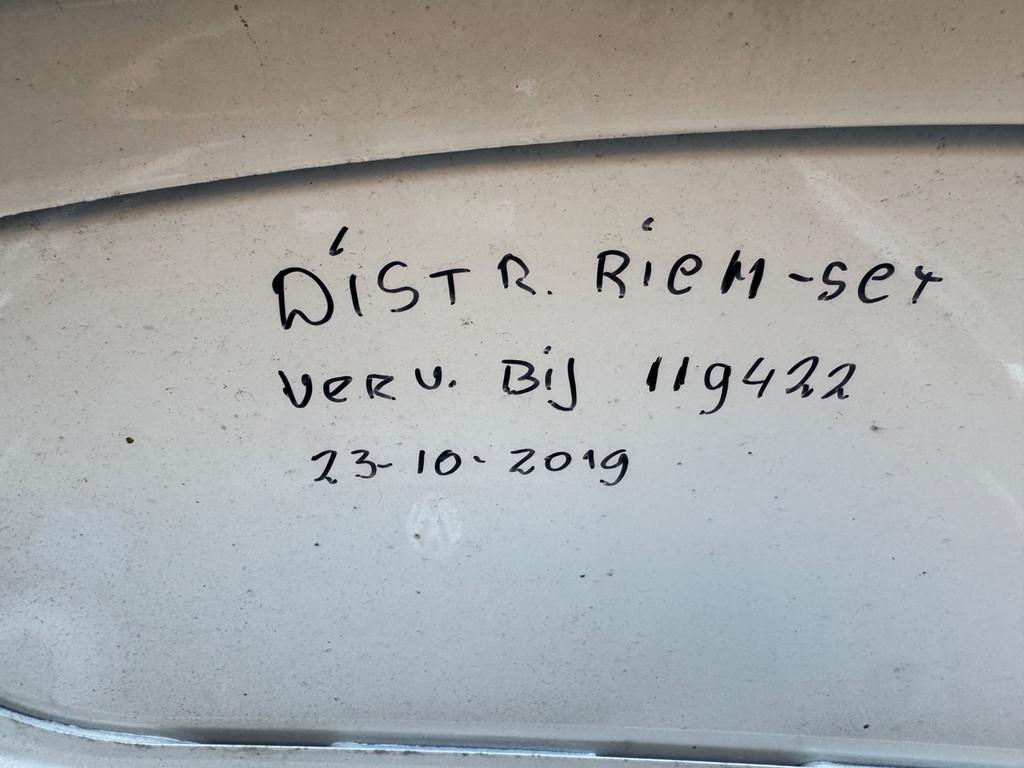 DiSTR. RieM-set
verv. Bij 119422
23-10-2019